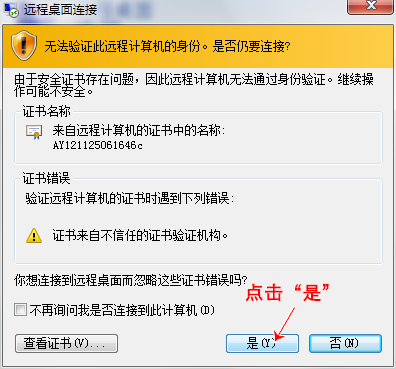 远程桌面连接
无法验证此远程计算机的身份。是否仍要连接?
由于安全证书存在问题，因此远程计算机无法通过身份验证。继续操
作可能不安全。
证书名称
来自远程计算机的证书中的名称:
AY121125061646c
证书错误
验证远程计算机的证书时遇到下列错误:
证书来自不信任的证书验证机构。
你想连接到远程桌面而忽略这些证书错误吗?
点击“是”
不再询问我是否连接到此计算机(D)
查看证书(V)... 是(Y) 否(N)